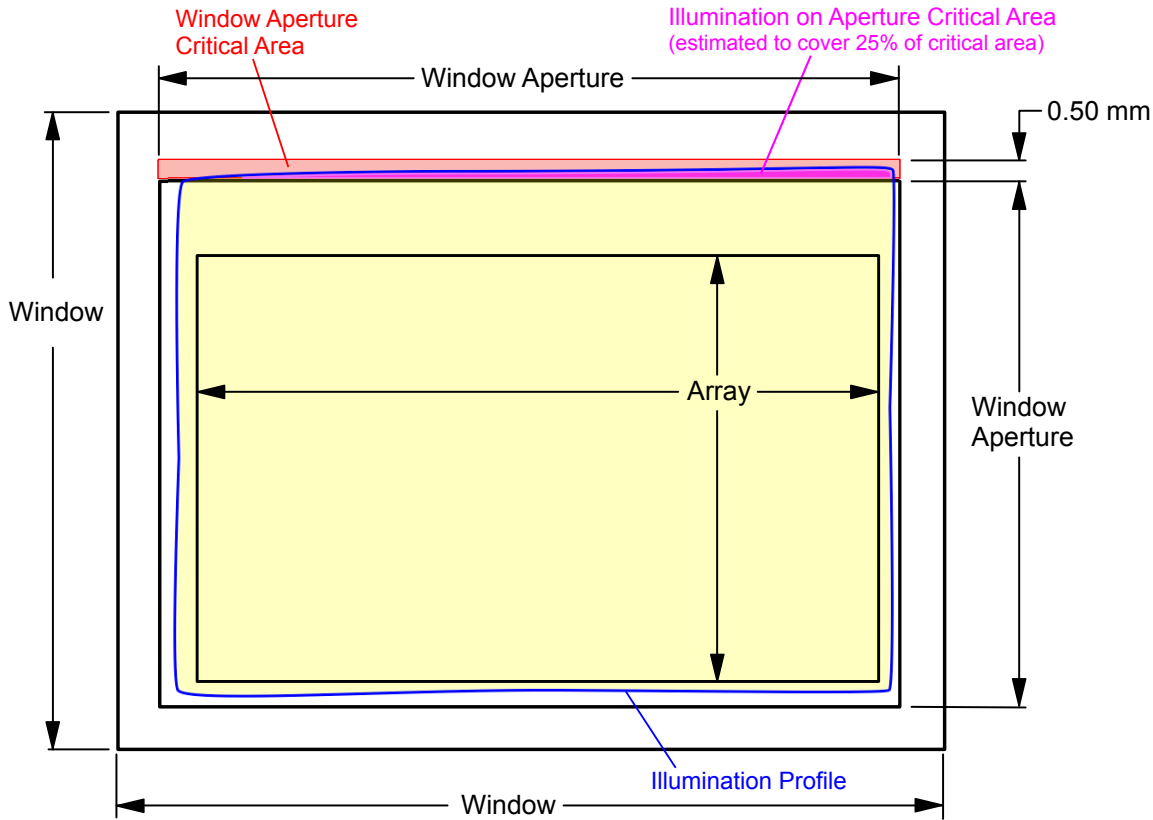 Window Aperture
Critical Area
Illumination on Aperture Critical Area
(estimated to cover 25% of critical area)
Window Aperture
0.50 mm
Window
Array
Window
Aperture
Illumination Profile
Window